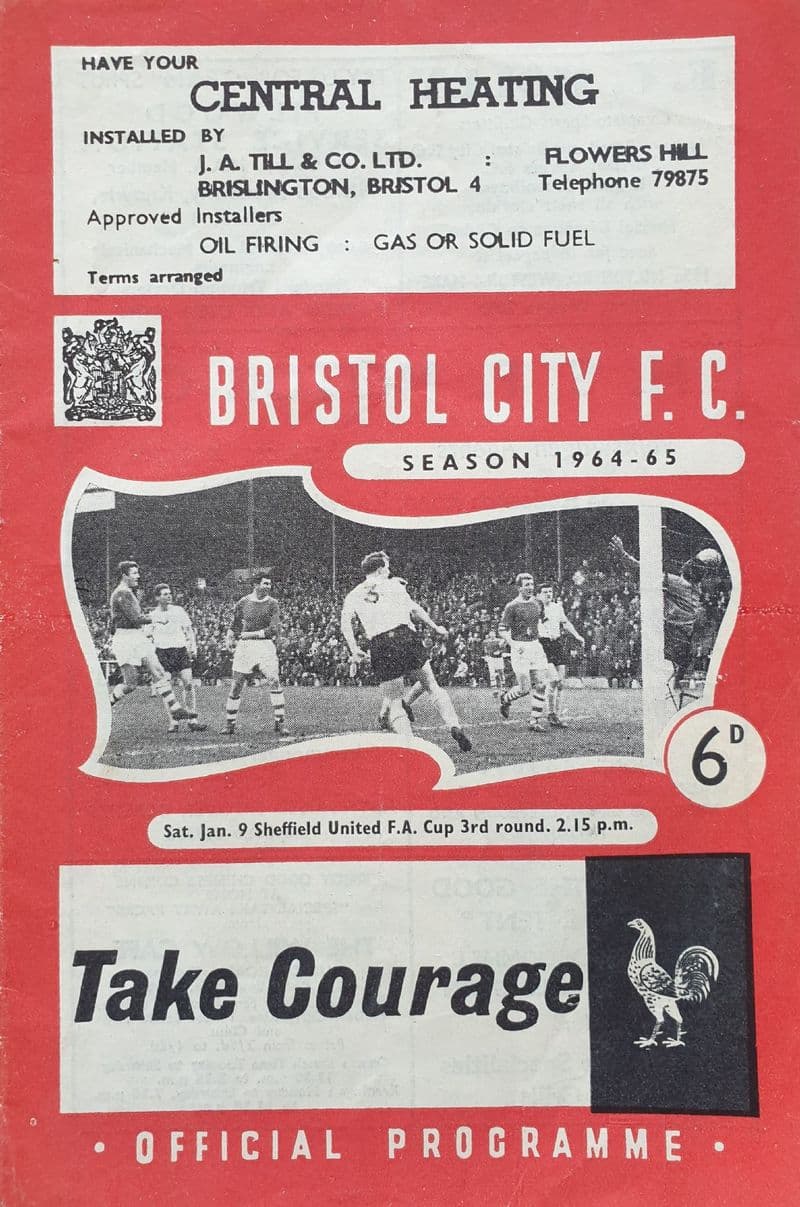 HAVE YOUR
CENTRAL HEATING
INSTALLED BY
J. A. TILL & CO. LTD. : FLOWERS HILL
BRISLINGTON, BRISTOL 4 Telephone 79875
Approved Installers
OIL FIRING : GAS OR SOLID FUEL
Terms arranged
BRISTOL CITY F. C.
SEASON 1964-65
3
6D
Sat. Jan. 9 Sheffield United F.A. Cup 3rd round. 2.15 p.m.
Take Courage
• OFFICIAL PROGRAMME •